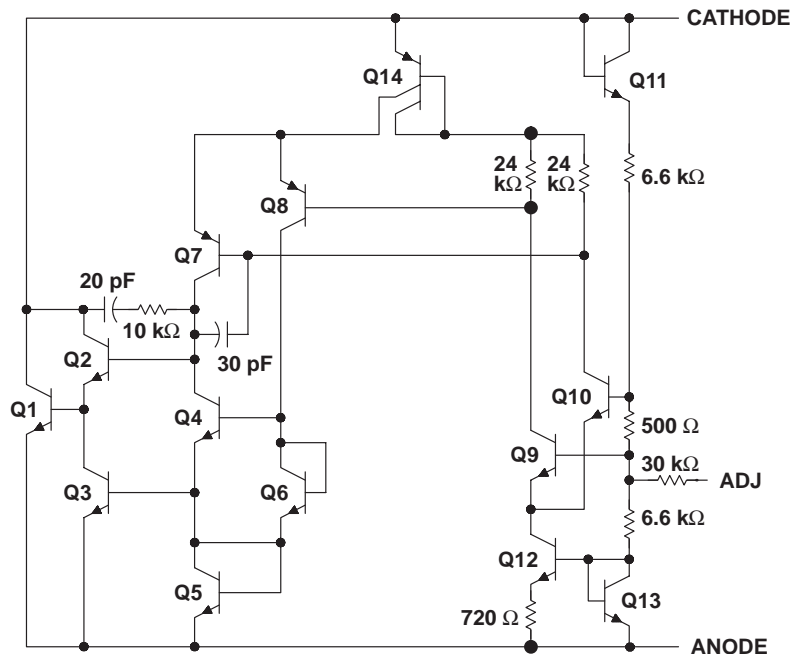 CATHODE
Q14
Q11
24
kΩ
24
kΩ
6.6 kΩ
Q8
Q7
20 pF
10 kΩ
30 pF
Q2
Q1
Q4
Q10
500 Ω
Q9
30 kΩ
ADJ
Q3
Q6
6.6 kΩ
Q12
Q5
Q13
720 Ω
ANODE